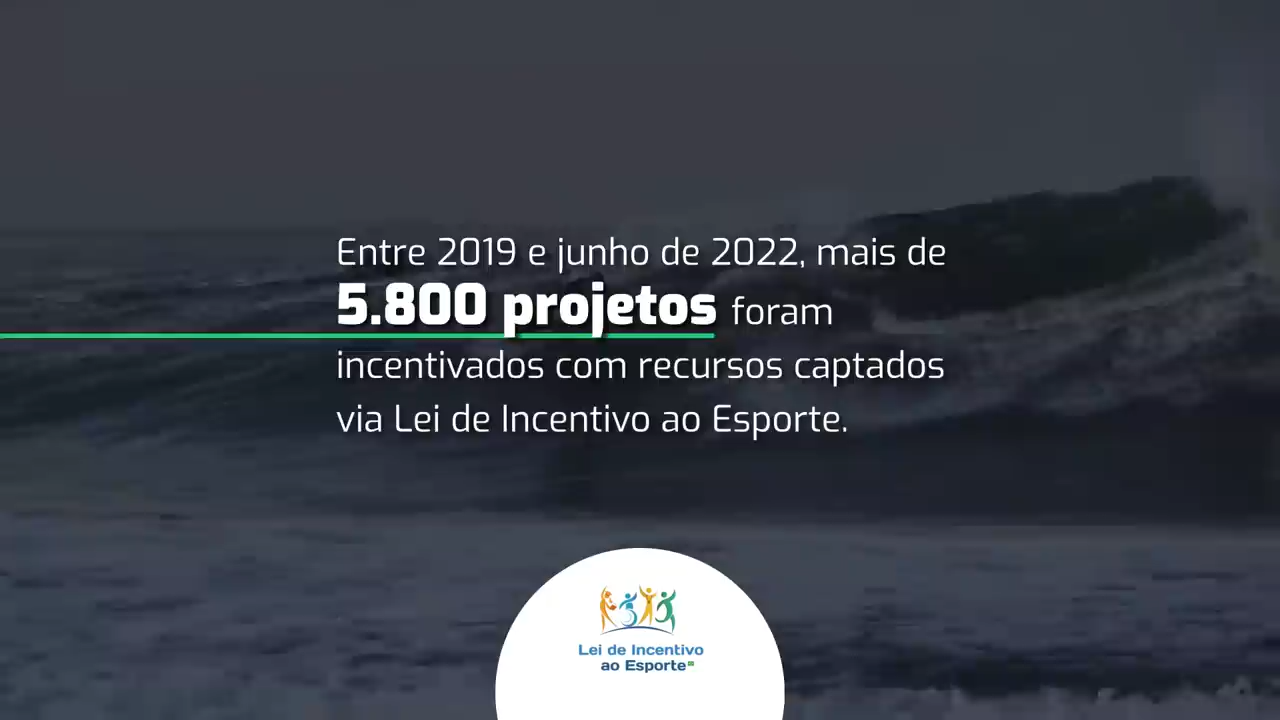 Entre 2019 e junho de 2022, mais de
5.800 projetos foram
incentivados com recursos captados
via Lei de Incentivo ao Esporte.
Lei de Incentivo
ao Esporte